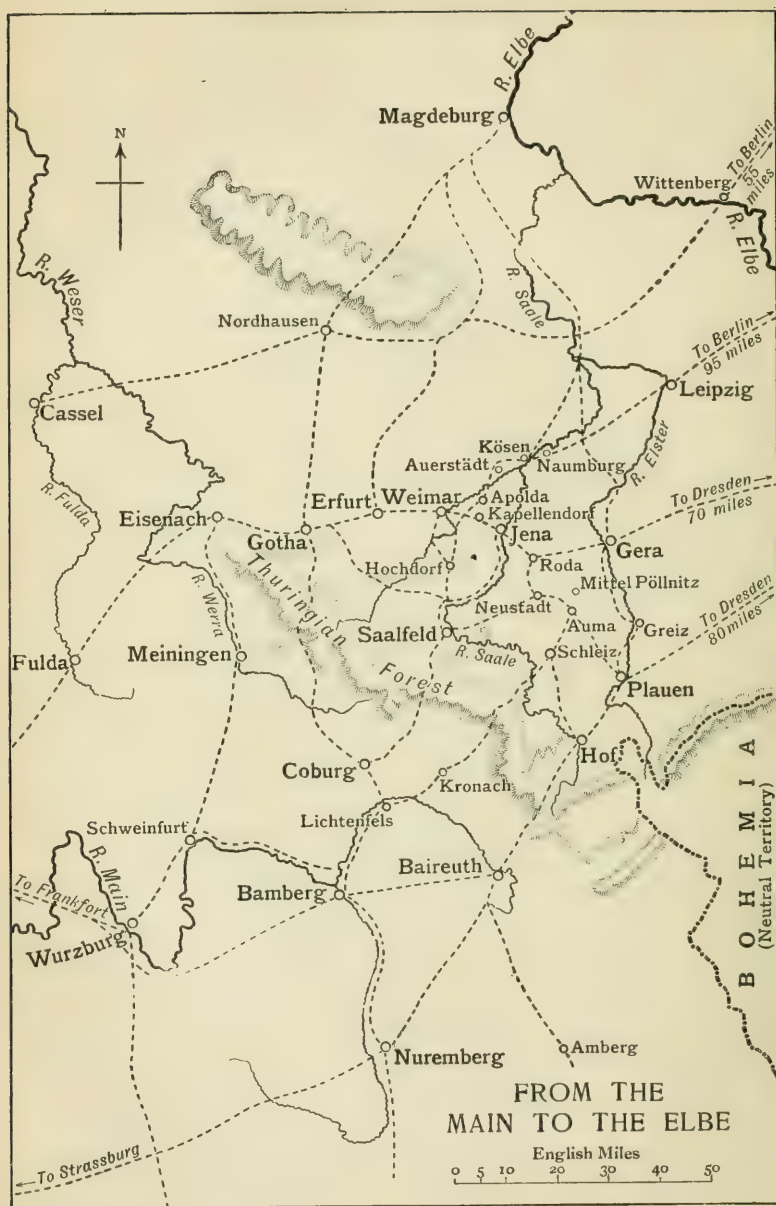 R. Elbe
Magdeburg
N
To Berlin
55
miles
Wittenberg
R. Elbe
R. Weser
R. Saale
Nordhausen
To Berlin
95 miles
Leipzig
Cassel
Kösen
Auerstädt
Naumburg
R. Elster
R. Fulda
Apolda
To Dresden
70 miles
Eisenach
Erfurt
Weimar
Kapellendorf
Gotha
Jena
Gera
Hochdorf
Roda
Mittel Pöllnitz
Thuringian
Forest
R. Werra
Neustadt
To Dresden
80 miles
Auma
Saalfeld
Greiz
Fulda
Meiningen
R. Saale
Schleiz
Plauen
Hof
Coburg
Kronach
Lichtenfels
Schweinfurt
R. Main
Baireuth
BOHEMIA
(Neutral Territory)
To Frankfort
Bamberg
Wurzburg
Nuremberg
Amberg
FROM THE
MAIN TO THE ELBE
English Miles
0 5 10 20 30 40 50
To Strassburg